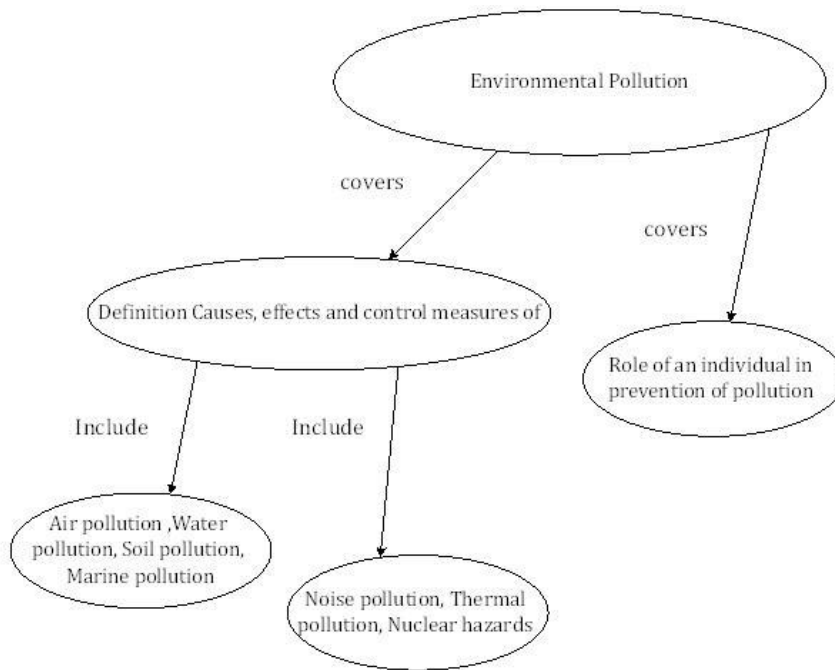 Environmental Pollution
covers
covers
Definition Causes, effects and control measures of
Role of an individual in
prevention of pollution
Include
Include
Air pollution ,Water
pollution, Soil pollution,
Marine pollution
Noise pollution, Thermal
pollution, Nuclear hazards